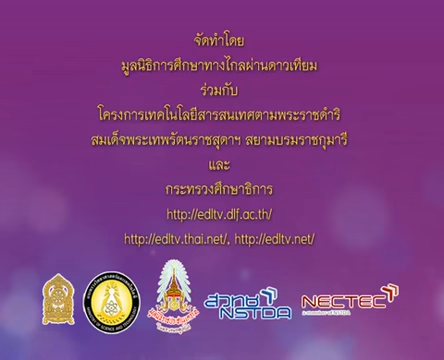 จัดทำโดย
มูลนิธิการศึกษาทางไกลผ่านดาวเทียม
ร่วมกับ
โครงการเทคโนโลยีสารสนเทศตามพระราชดำริ
สมเด็จพระเทพรัตนราชสุดาฯ สยามบรมราชกุมารี
และ
กระทรวงศึกษาธิการ
http://edltv.dlf.ac.th/
http://edltv.thai.net/, http://edltv.net/
สวทช
NSTDA
NECTEC
a member of NSTDA